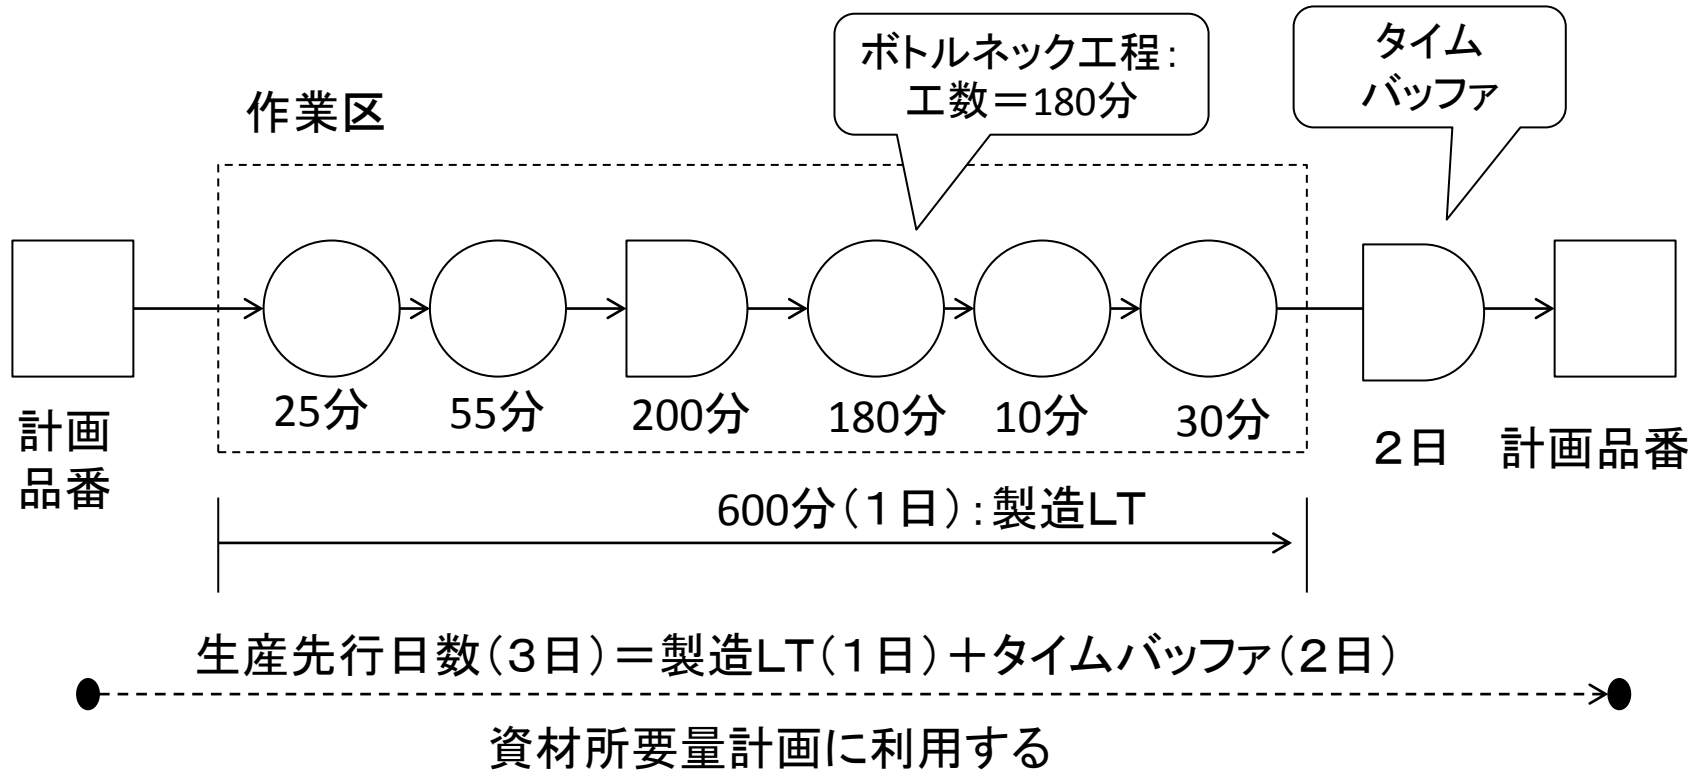 ボトルネック工程：
工数＝180分
タイム
バッファ
作業区
25分
55分
200分
180分
10分
30分
計画
品番
２日
計画品番
600分（１日）：製造ＬＴ
生産先行日数（３日）＝製造ＬＴ（１日）＋タイムバッファ（２日）
資材所要量計画に利用する